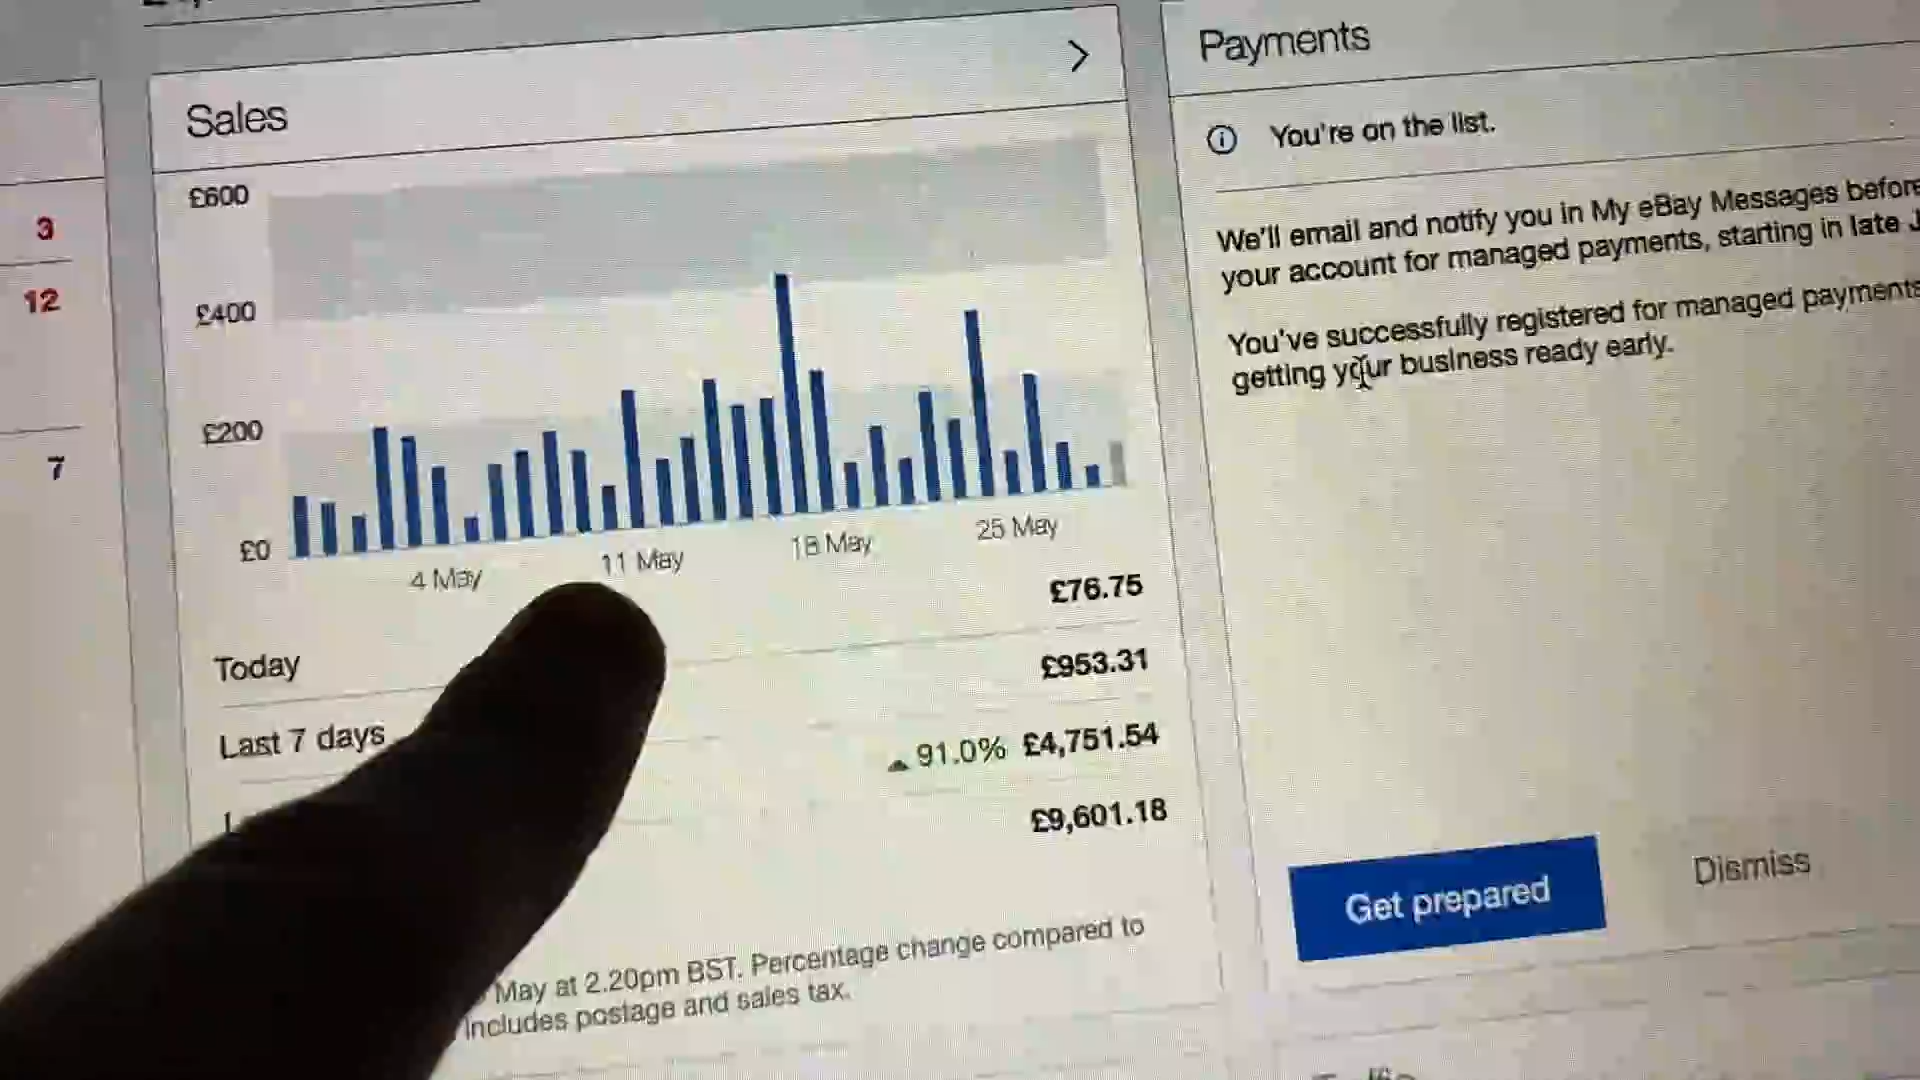 3
12
7
Sales
£600
£400
£200
£0
4 May
11 May
18 May
25 May
Today £76.75
Last 7 days £953.31
91.0% £4,751.54
£9,601.18
May at 2.20pm BST. Percentage change compared to
includes postage and sales tax.
Payments
You're on the list.
We'll email and notify you in My eBay Messages before
your account for managed payments, starting in late J
You've successfully registered for managed payments
getting your business ready early.
Get prepared
Dismiss